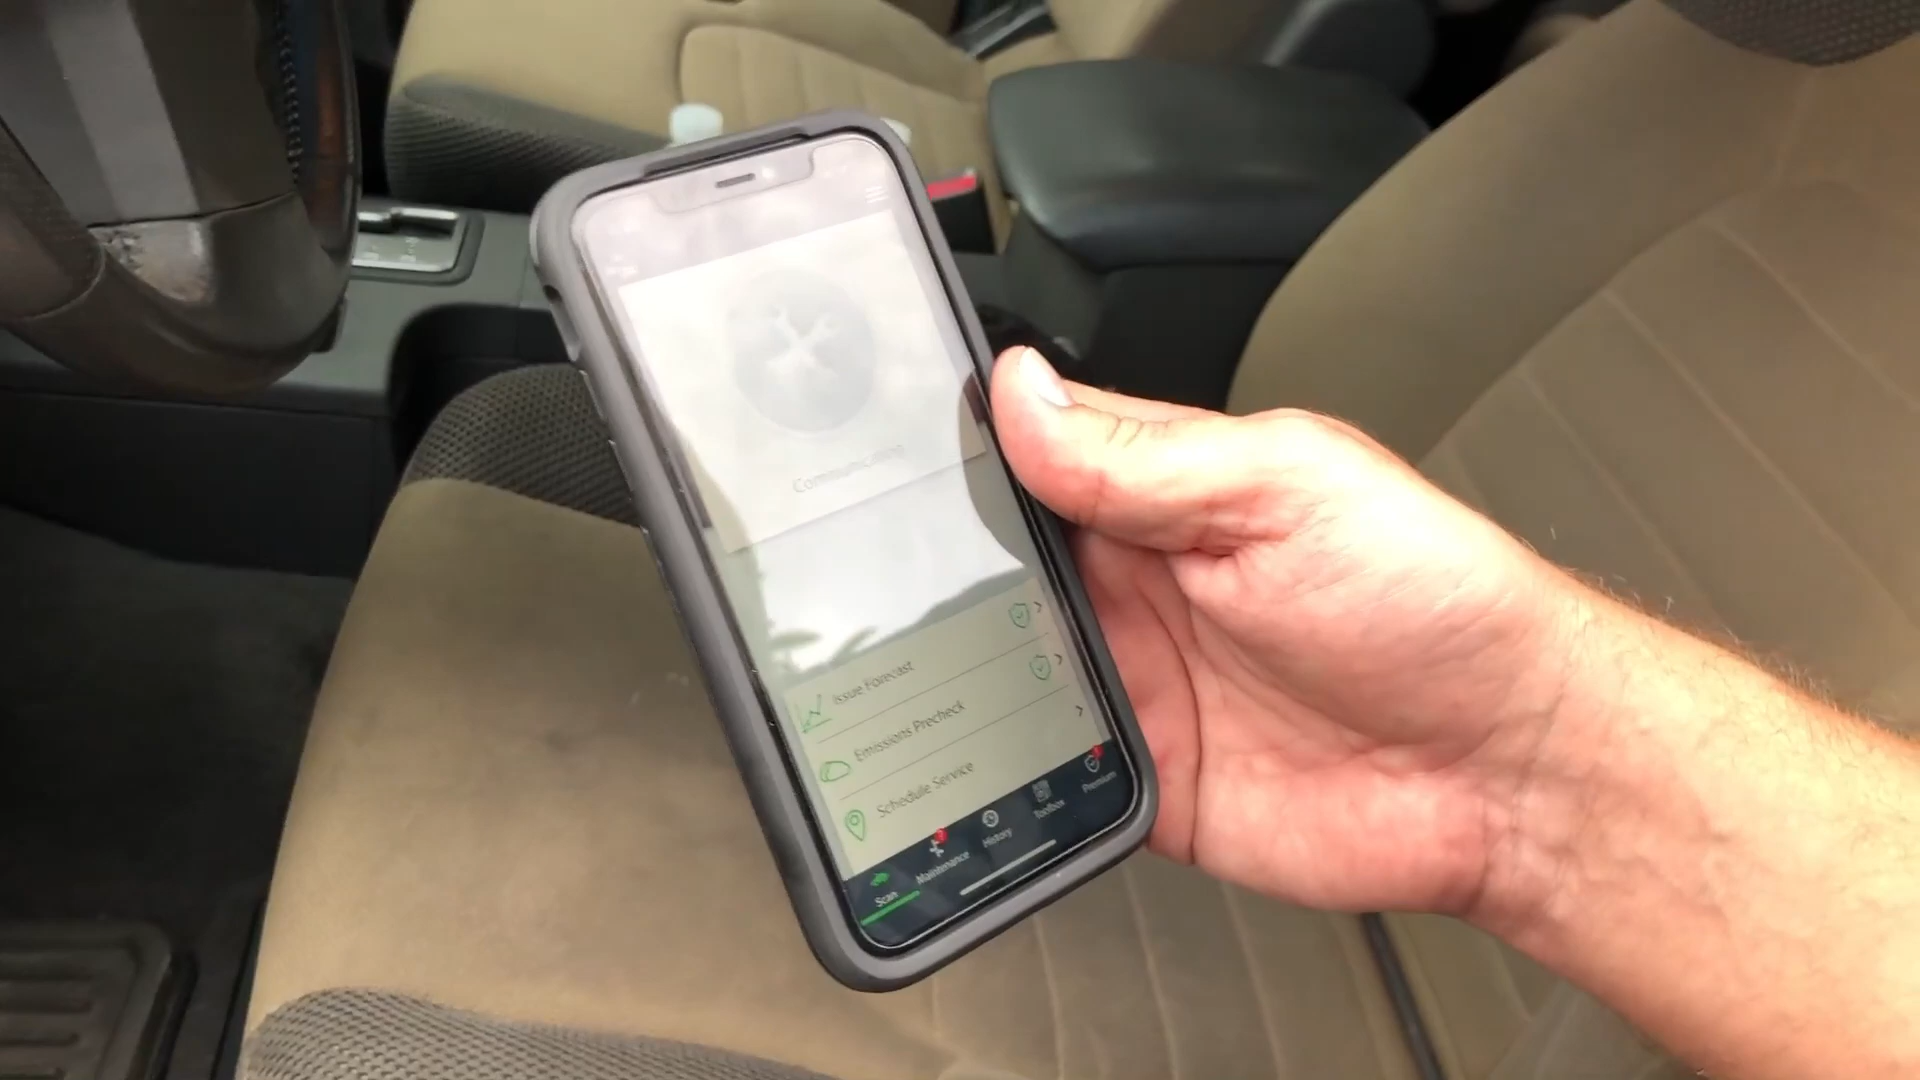 Communicating
Issue Forecast
Emissions Precheck
Schedule Service
Scan
Maintenance
History
Toolbox
Premium